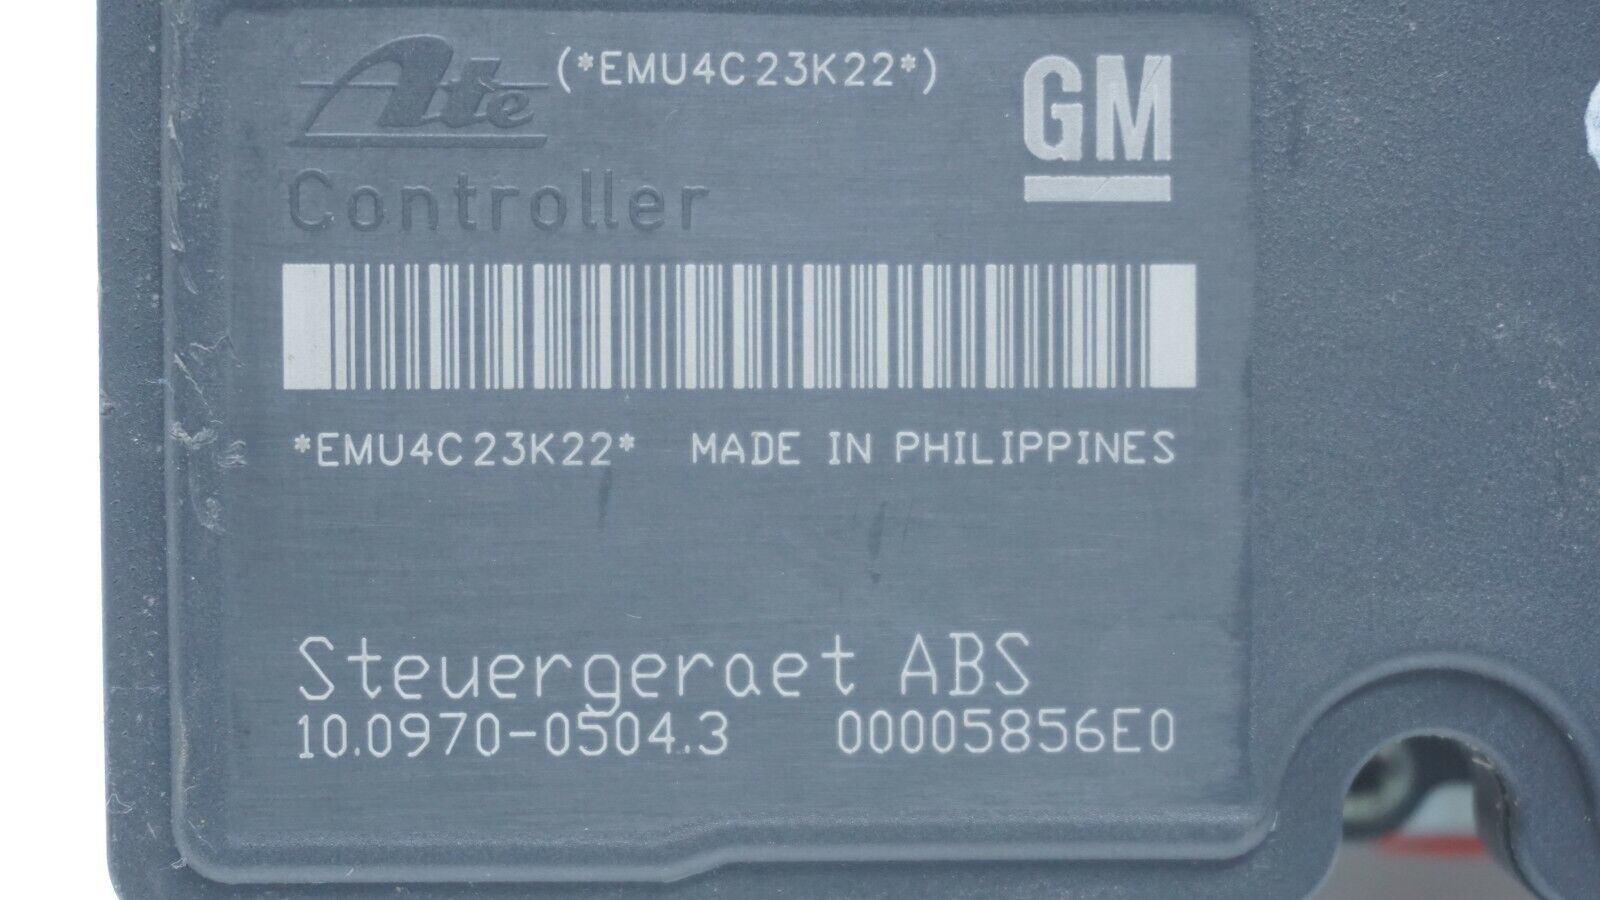 Ate (*EMU4C23K22*) GM
Controller
*EMU4C23K22* MADE IN PHILIPPINES
Steuergeraet ABS
10.0970-0504.3 00005856E0